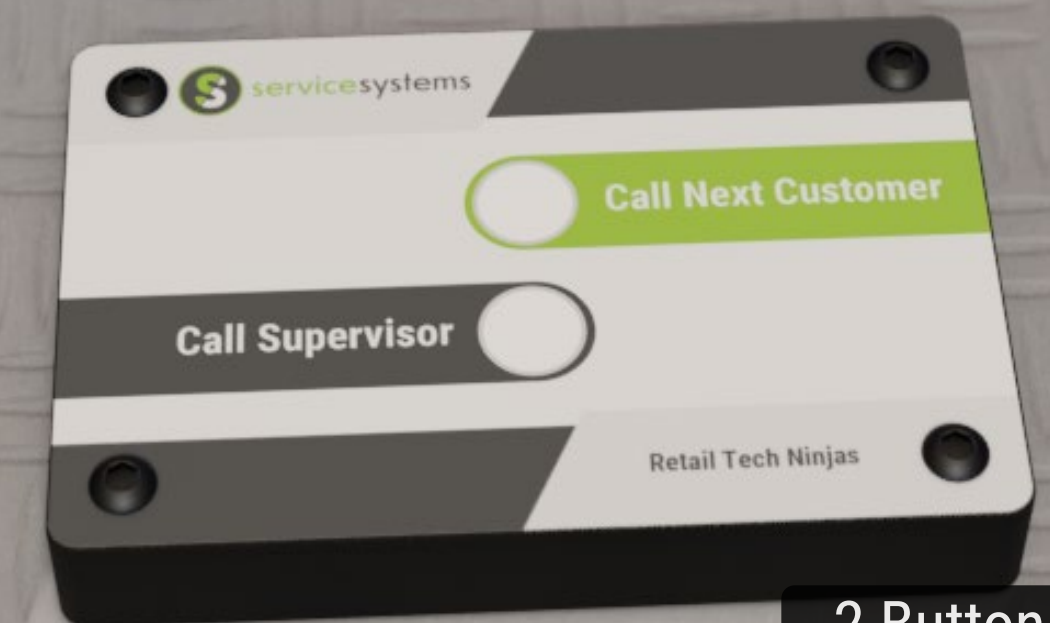 servicesystems
Call Next Customer
Call Supervisor
Retail Tech Ninjas
2 Button